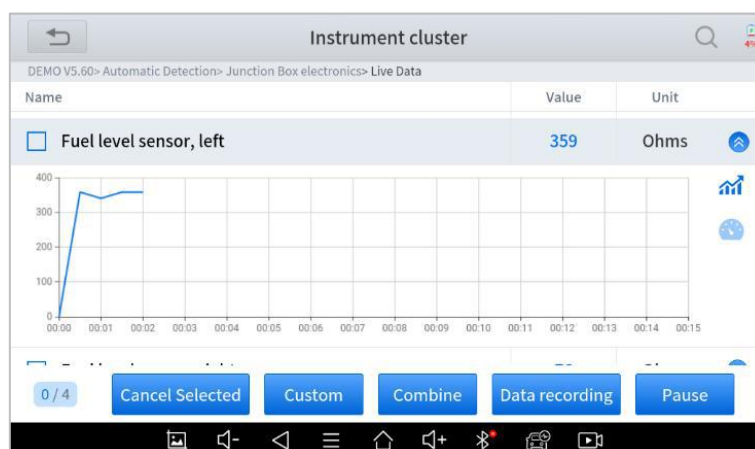 Instrument cluster
4%
DEMO V5.60> Automatic Detection> Junction Box electronics> Live Data
Name Value Unit
Fuel level sensor, left 359 Ohms
400
300
200
100
0
00:00 00:01 00:02 00:03 00:04 00:05 00:06 00:07 00:08 00:09 00:10 00:11 00:12 00:13 00:14 00:15
0 / 4 Cancel Selected Custom Combine Data recording Pause